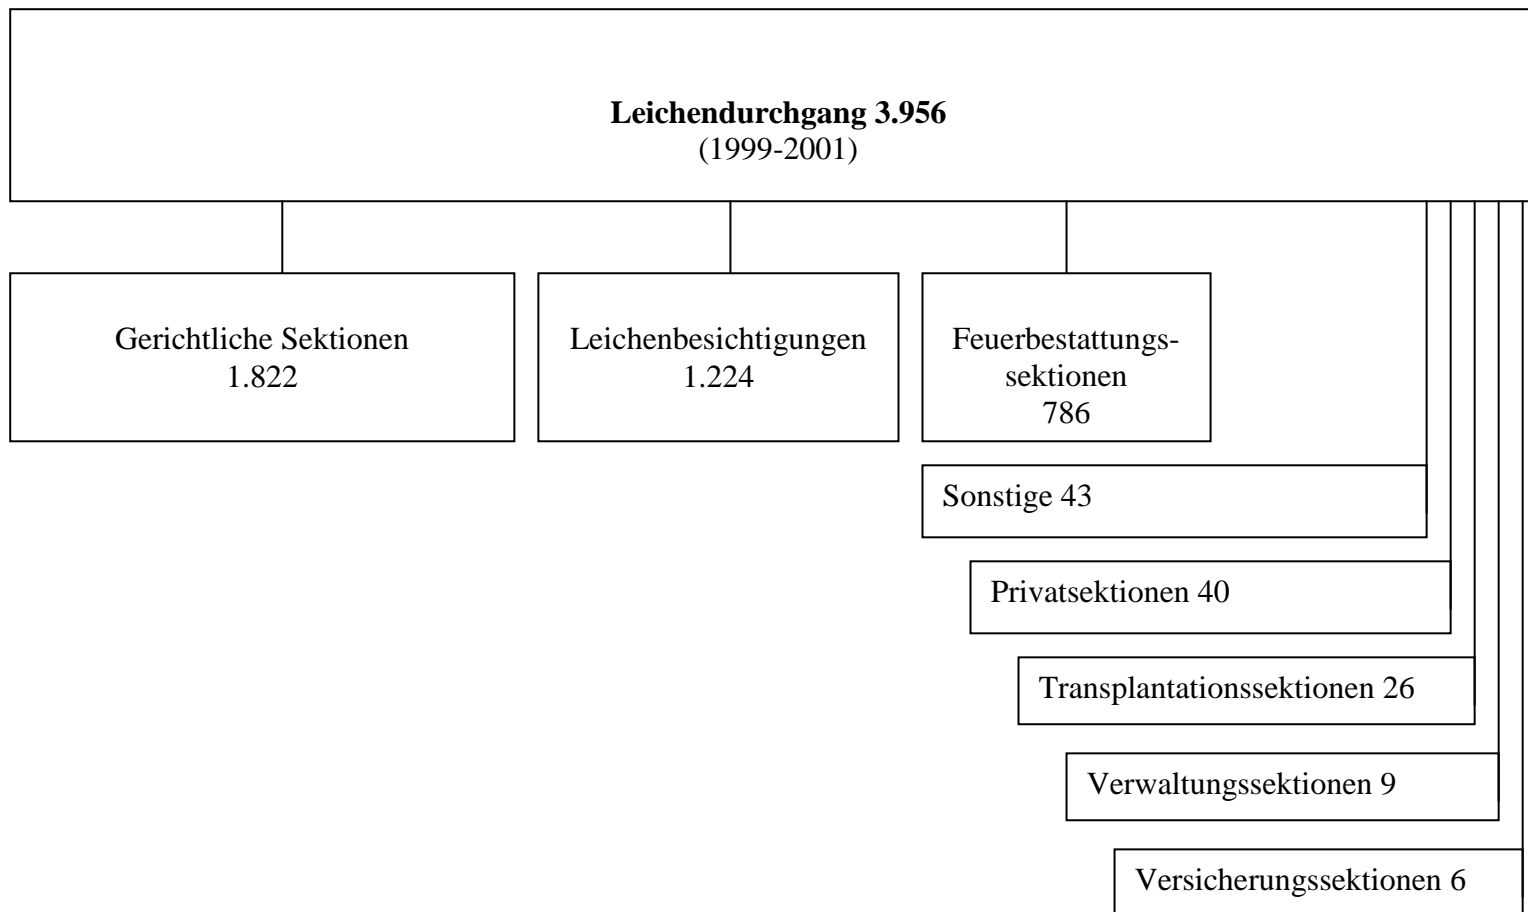 Leichendurchgang 3.956
(1999-2001)
Gerichtliche Sektionen
1.822
Leichenbesichtigungen
1.224
Feuerbestattungs-
sektionen
786
Sonstige 43
Privatsektionen 40
Transplantationssektionen 26
Verwaltungssektionen 9
Versicherungssektionen 6